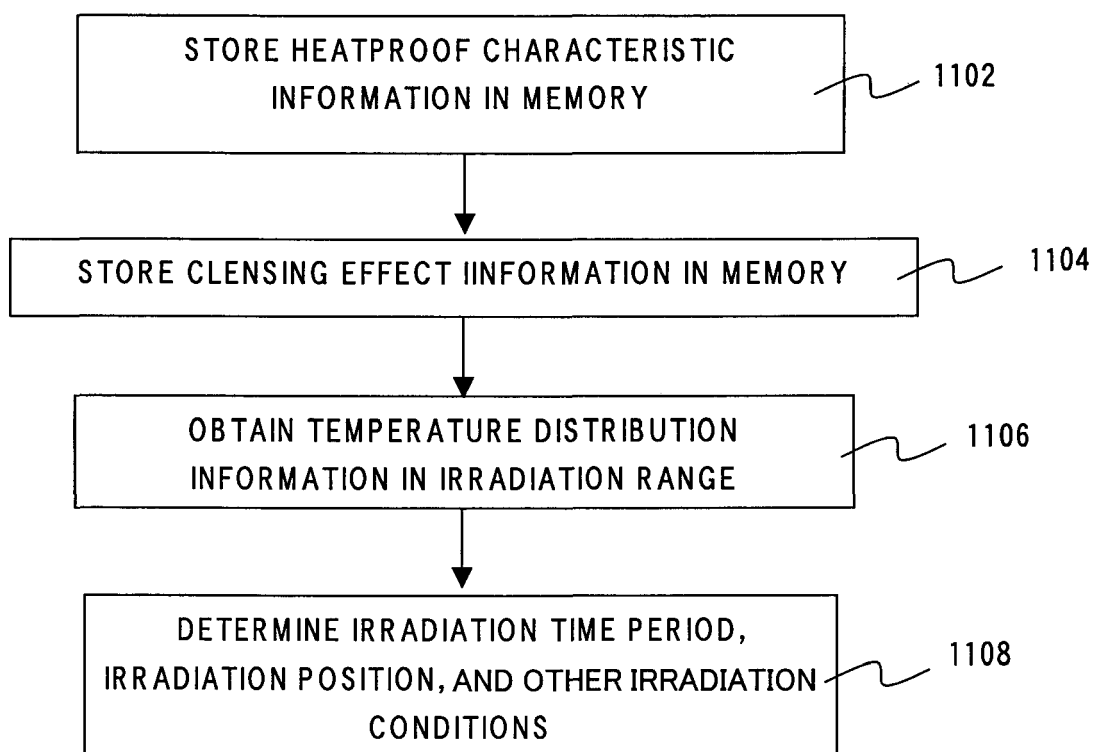 STORE HEATPROOF CHARACTERISTIC
INFORMATION IN MEMORY
1102
STORE CLENSING EFFECT IINFORMATION IN MEMORY
1104
OBTAIN TEMPERATURE DISTRIBUTION
INFORMATION IN IRRADIATION RANGE
1106
DETERMINE IRRADIATION TIME PERIOD,
IRRADIATION POSITION, AND OTHER IRRADIATION
CONDITIONS
1108